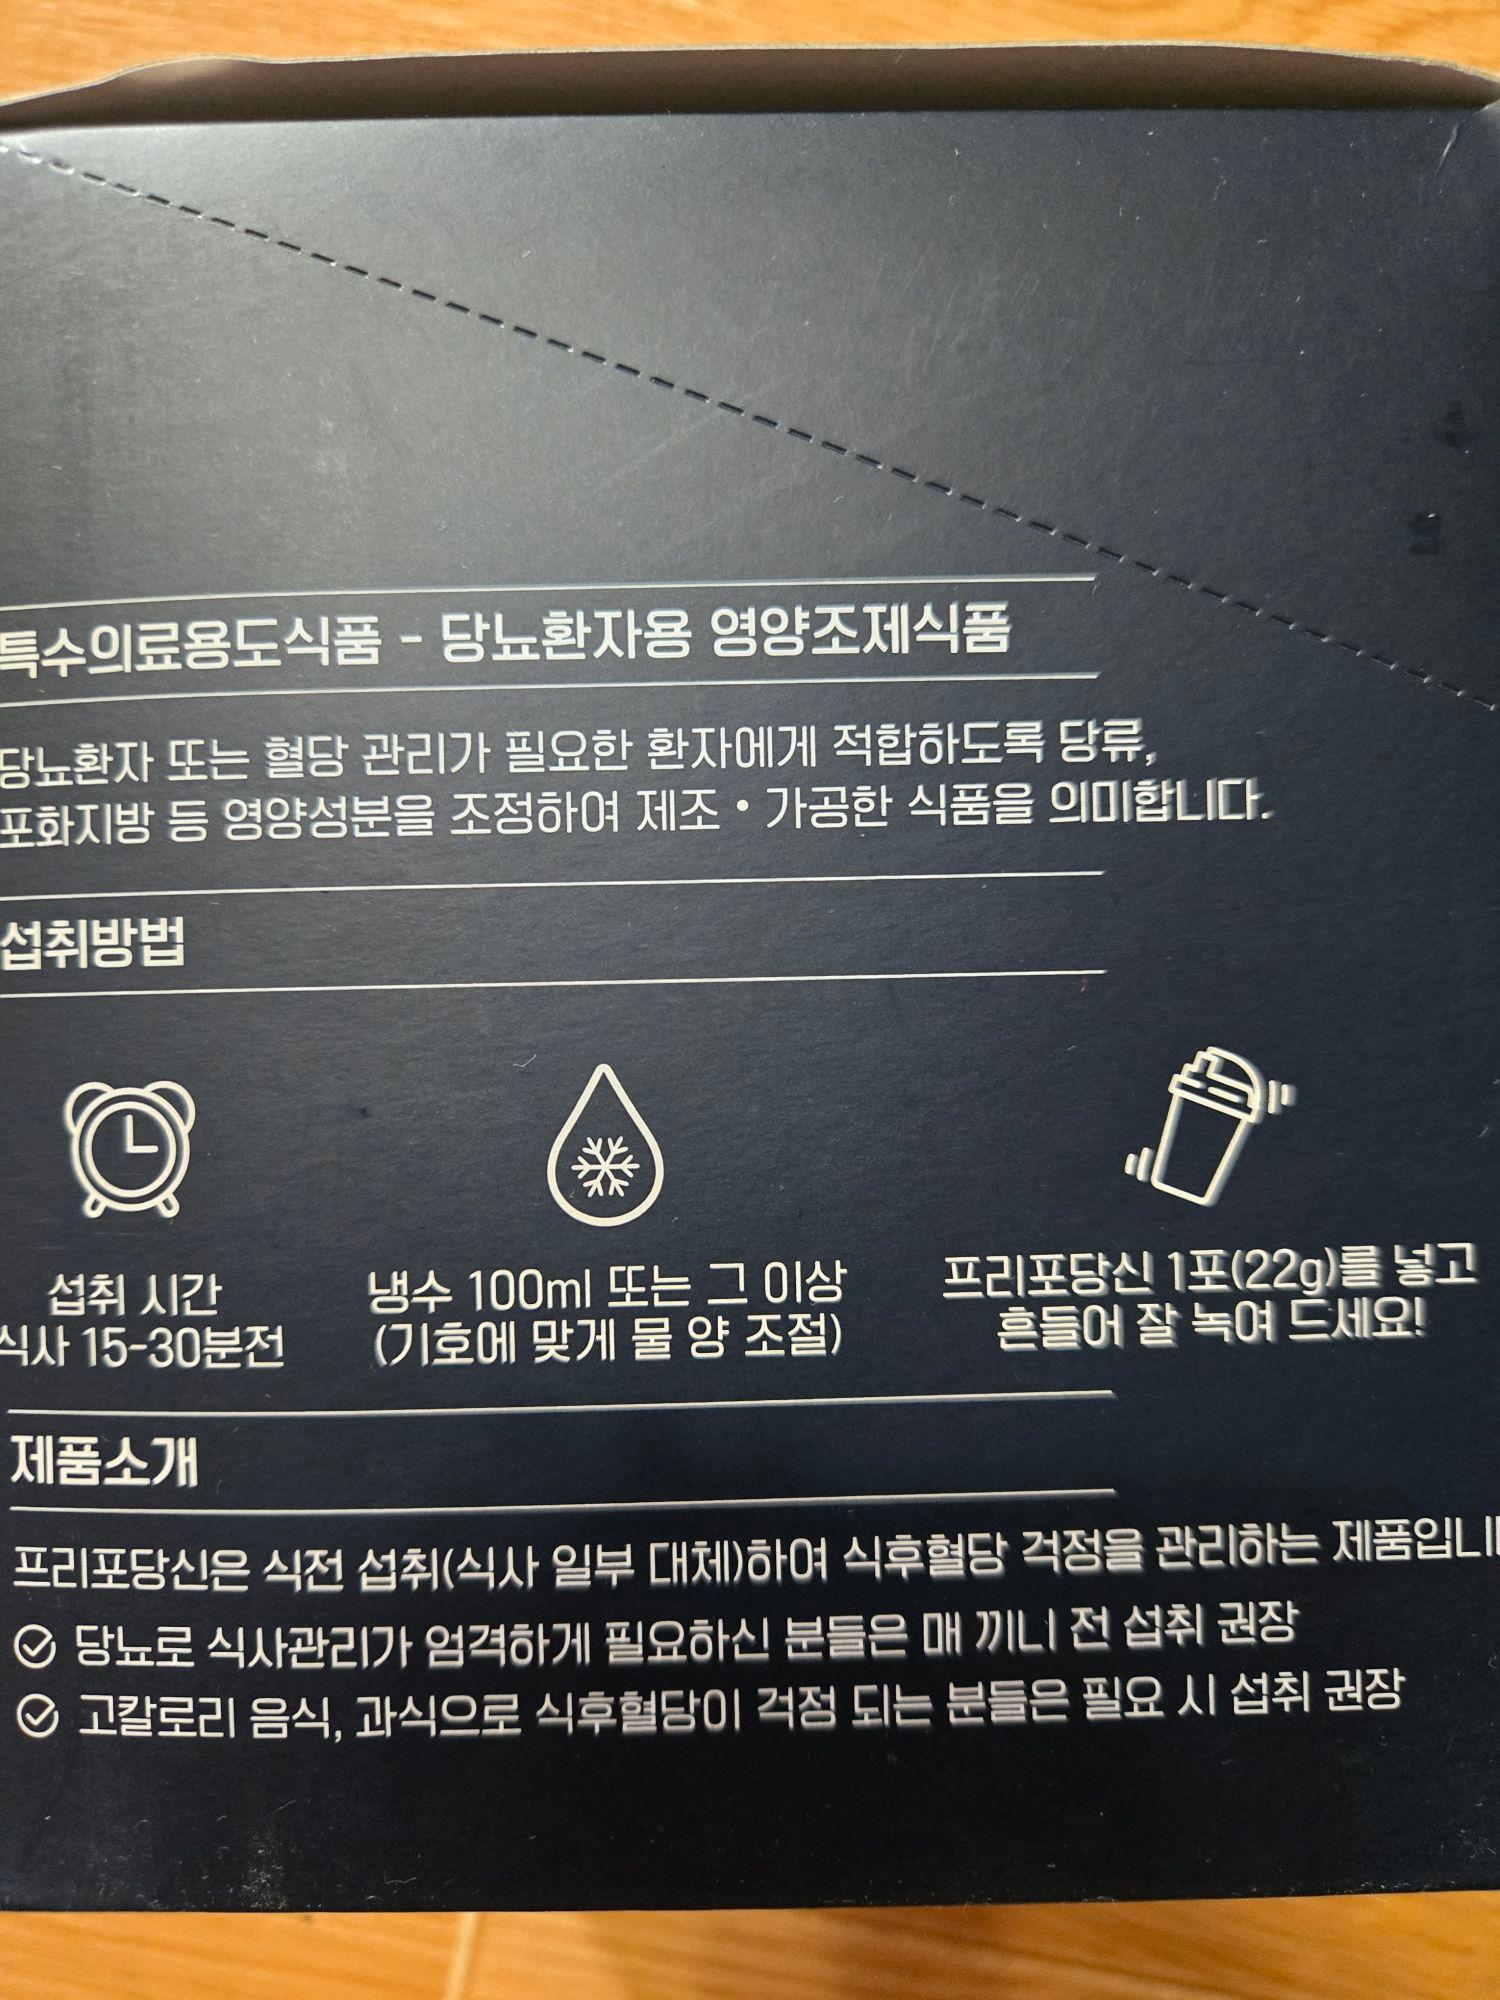 특수의료용도식품 - 당뇨환자용 영양조제식품
당뇨환자 또는 혈당 관리가 필요한 환자에게 적합하도록 당류,
포화지방 등 영양성분을 조정하여 제조•가공한 식품을 의미합니다.
섭취방법
섭취 시간
식사 15-30분전
냉수 100ml 또는 그 이상
(기호에 맞게 물 양 조절)
프리포당신 1포(22g)를 넣고
흔들어 잘 녹여 드세요!
제품소개
프리포당신은 식전 섭취(식사 일부 대체)하여 식후혈당 걱정을 관리하는 제품입니
당뇨로 식사관리가 엄격하게 필요하신 분들은 매 끼니 전 섭취 권장
고칼로리 음식, 과식으로 식후혈당이 걱정 되는 분들은 필요 시 섭취 권장